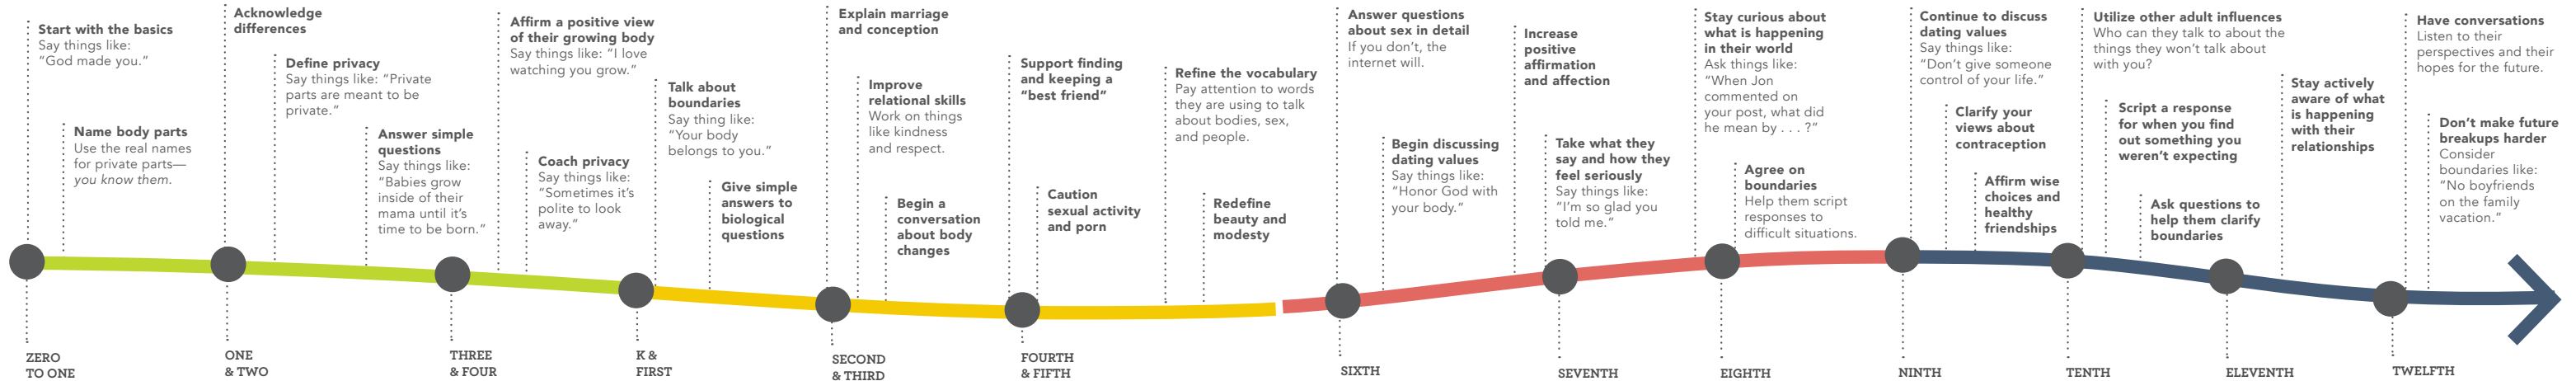 Start with the basics
Say things like:
“God made you.”
Name body parts
Use the real names
for private parts—
you know them.
Acknowledge
differences
Define privacy
Say things like: “Private
parts are meant to be
private.”
Answer simple
questions
Say things like:
“Babies grow
inside of their
mama until it’s
time to be born.”
Affirm a positive view
of their growing body
Say things like: “I love
watching you grow.”
Coach privacy
Say things like:
“Sometimes it’s
polite to look
away.”
Talk about
boundaries
Say thing like:
“Your body
belongs to you.”
Give simple
answers to
biological
questions
Explain marriage
and conception
Improve
relational skills
Work on things
like kindness
and respect.
Begin a
conversation
about body
changes
Support finding
and keeping a
“best friend”
Caution
sexual activity
and porn
Refine the vocabulary
Pay attention to words
they are using to talk
about bodies, sex,
and people.
Redefine
beauty and
modesty
Answer questions
about sex in detail
If you don’t, the
internet will.
Begin discussing
dating values
Say things like:
“Honor God with
your body.”
Increase
positive
affirmation
and affection
Take what they
say and how they
feel seriously
Say things like:
“I’m so glad you
told me.”
Stay curious about
what is happening
in their world
Ask things like:
“When Jon
commented on
your post, what did
he mean by . . . ?”
Agree on
boundaries
Help them script
responses to
difficult situations.
Continue to discuss
dating values
Say things like:
“Don’t give someone
control of your life.”
Clarify your
views about
contraception
Affirm wise
choices and
healthy
friendships
Utilize other adult influences
Who can they talk to about the
things they won’t talk about
with you?
Script a response
for when you find
out something you
weren’t expecting
Ask questions to
help them clarify
boundaries
Stay actively
aware of what
is happening
with their
relationships
Have conversations
Listen to their
perspectives and their
hopes for the future.
Don’t make future
breakups harder
Consider
boundaries like:
“No boyfriends
on the family
vacation.”
ZERO
TO ONE
ONE
& TWO
THREE
& FOUR
K &
FIRST
SECOND
& THIRD
FOURTH
& FIFTH
SIXTH
SEVENTH
EIGHTH
NINTH
TENTH
ELEVENTH
TWELFTH